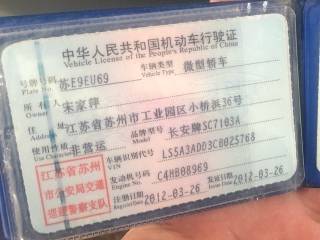 中华人民共和国机动车行驶证
Vehicle License of the People's Republic of China
号牌号码 苏E9EU69 车辆类型 微型轿车
Plate No. Vehicle Type
所有人 宋家祥
Owner
住址 江苏省苏州市工业园区小桥浜36号
Address
使用性质 非营运 品牌型号 长安牌SC7103A
Use Character Model
车辆识别代号 LS5A3ADD3CB025768
VIN
江苏省苏州
市公安局交通
巡逻警察支队
发动机号码 C4HB08969
Engine No.
注册日期 2012-03-26 发证日期 2012-03-26
Register Date Issue Date